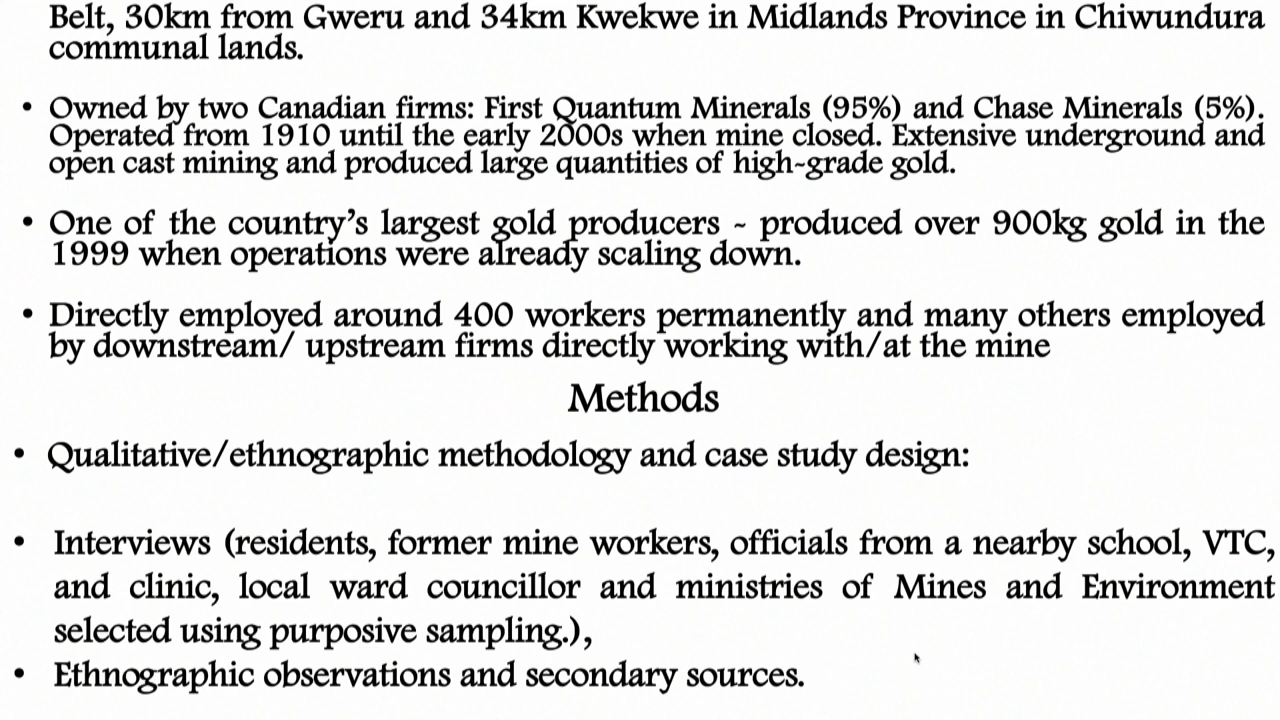 Belt, 30km from Gweru and 34km Kwekwe in Midlands Province in Chiwundura
communal lands.
• Owned by two Canadian firms: First Quantum Minerals (95%) and Chase Minerals (5%).
Operated from 1910 until the early 2000s when mine closed. Extensive underground and
open cast mining and produced large quantities of high-grade gold.
• One of the country's largest gold producers - produced over 900kg gold in the
1999 when operations were already scaling down.
• Directly employed around 400 workers permanently and many others employed
by downstream/ upstream firms directly working with/at the mine
Methods
• Qualitative/ethnographic methodology and case study design:
• Interviews (residents, former mine workers, officials from a nearby school, VTC,
and clinic, local ward councillor and ministries of Mines and Environment
selected using purposive sampling.),
• Ethnographic observations and secondary sources.